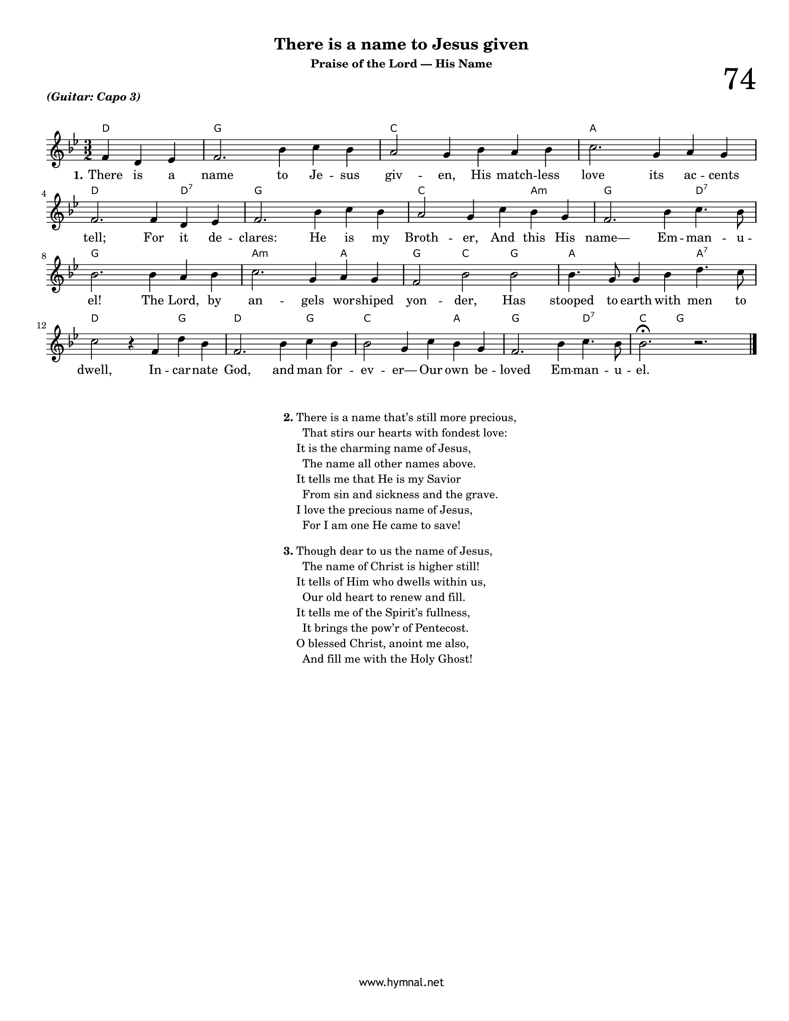 There is a name to Jesus given
Praise of the Lord — His Name
74
(Guitar: Capo 3)
D G C A
1. There is a name to Je - sus giv - en, His match-less love its ac - cents
4
D D7 G C Am G D7
tell; For it de - clares: He is my Broth - er, And this His name— Em - man - u -
8
G Am A G C G A A7
el! The Lord, by an - gels worshiped yon - der, Has stooped to earth with men to
12
D G D G C A G D7 C G
dwell, In - carnate God, and man for - ev - er— Our own be - loved Emman - u - el.
2. There is a name that's still more precious,
That stirs our hearts with fondest love:
It is the charming name of Jesus,
The name all other names above.
It tells me that He is my Savior
From sin and sickness and the grave.
I love the precious name of Jesus,
For I am one He came to save!
3. Though dear to us the name of Jesus,
The name of Christ is higher still!
It tells of Him who dwells within us,
Our old heart to renew and fill.
It tells me of the Spirit's fullness,
It brings the pow'r of Pentecost.
O blessed Christ, anoint me also,
And fill me with the Holy Ghost!
www.hymnal.net